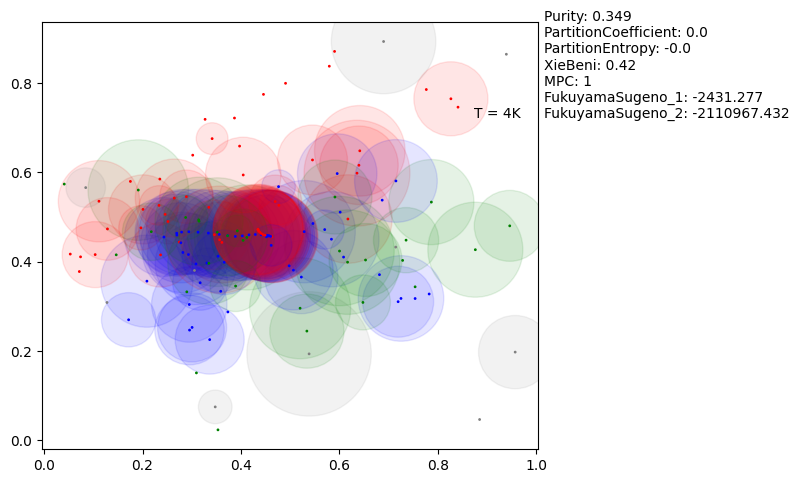 Purity: 0.349
PartitionCoefficient: 0.0
PartitionEntropy: -0.0
XieBeni: 0.42
MPC: 1
FukuyamaSugeno_1: -2431.277
FukuyamaSugeno_2: -2110967.432
T = 4K
0.8
0.6
0.4
0.2
0.0
0.0 0.2 0.4 0.6 0.8 1.0